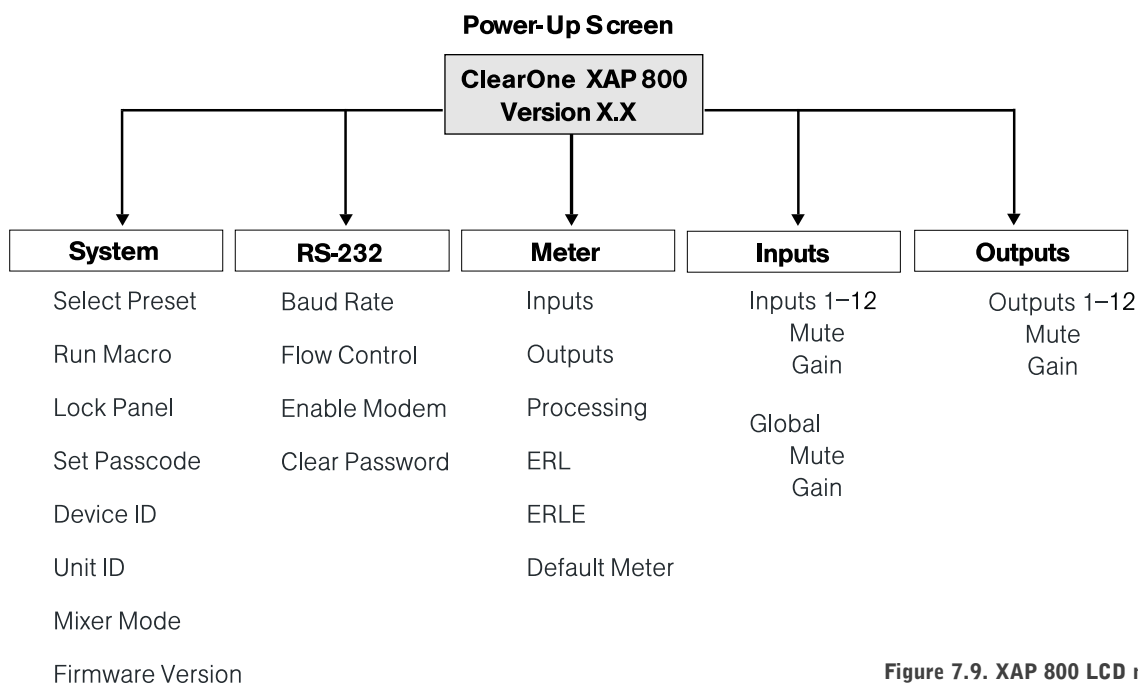 Power-Up Screen
ClearOne XAP 800
Version X.X
System
Select Preset
Run Macro
Lock Panel
Set Passcode
Device ID
Unit ID
Mixer Mode
Firmware Version
RS-232
Baud Rate
Flow Control
Enable Modem
Clear Password
Meter
Inputs
Outputs
Processing
ERL
ERLE
Default Meter
Inputs
Inputs 1–12
Mute
Gain
Global
Mute
Gain
Outputs
Outputs 1–12
Mute
Gain
Figure 7.9. XAP 800 LCD